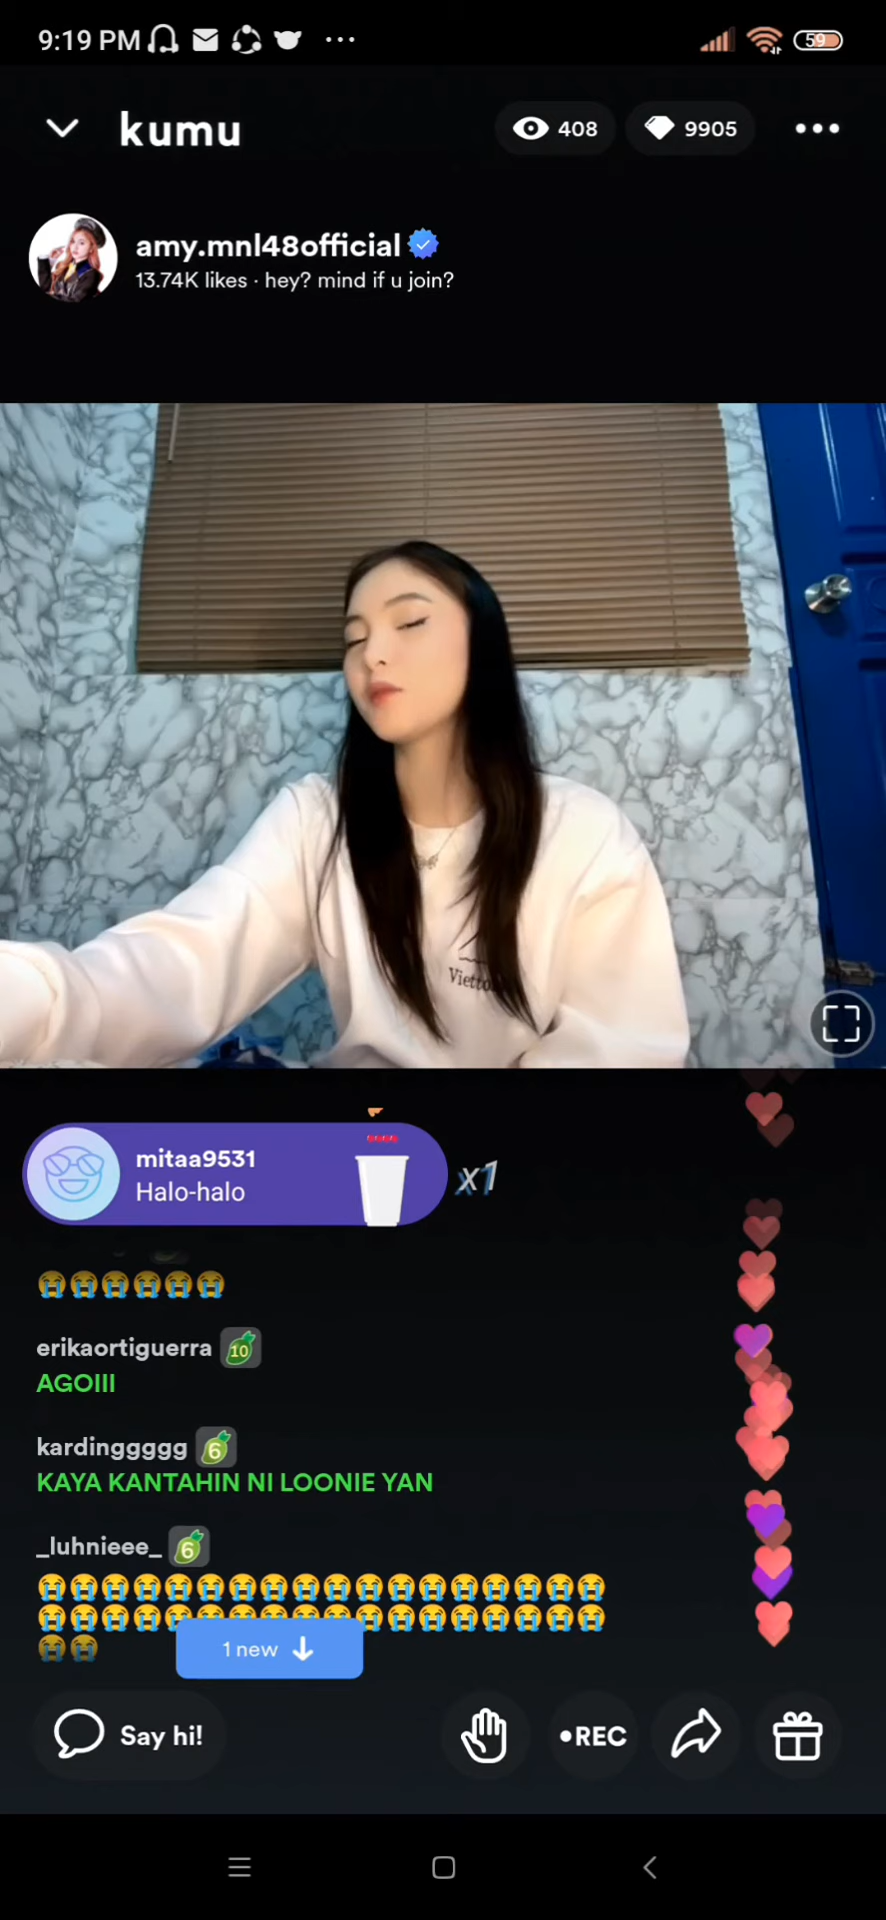 9:19 PM
59
kumu
408
9905
amy.mnl48official
13.74K likes · hey? mind if u join?
mitaa9531
Halo-halo
x1
😭😭😭😭😭😭
erikaortiguerra 10
AGOIII
kardinggggg 6
KAYA KANTAHIN NI LOONIE YAN
_luhnieee_ 6
😭😭😭😭😭😭😭😭😭😭😭😭😭😭😭😭😭😭
😭😭😭😭😭😭😭😭😭😭😭😭😭😭😭😭😭😭
😭😭
1 new
Say hi!
•REC